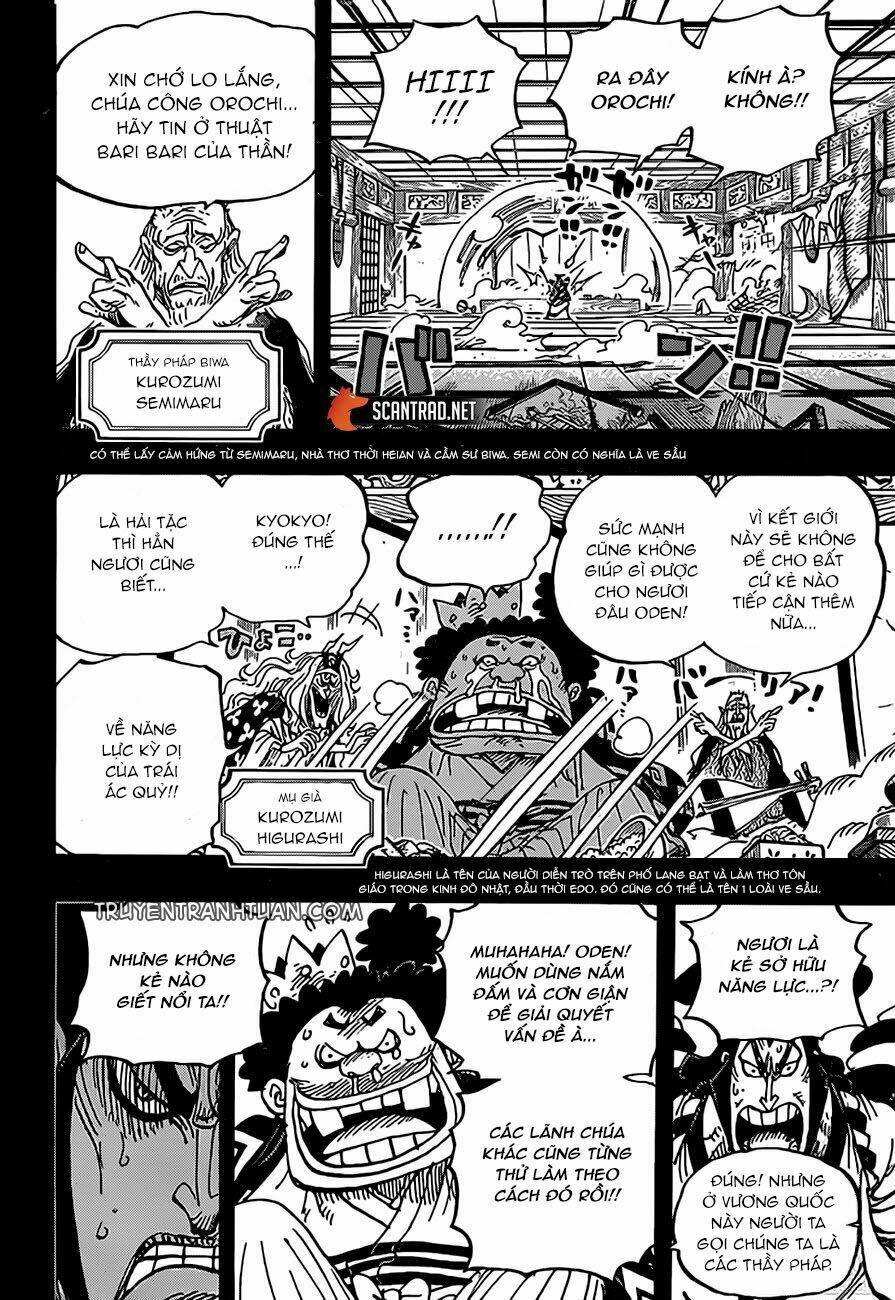 KÍNH À?
KHÔNG!!
RA ĐÂY
OROCHI!
HIIII
!!!
XIN CHỚ LO LẮNG,
CHÚA CÔNG OROCHI...
HÃY TIN Ở THUẬT
BARI BARI CỦA THẦN!
THẦY PHÁP BIWA
KUROZUMI
SEMIMARU
SCANTRAD.NET
CÓ THỂ LẤY CẢM HỨNG TỪ SEMIMARU, NHÀ THƠ THỜI HEIAN VÀ CẦM SƯ BIWA. SEMI CÒN CÓ NGHĨA LÀ VE SẦU
VÌ KẾT GIỚI
NÀY SẼ KHÔNG
ĐỂ CHO BẤT
CỨ KẺ NÀO
TIẾP CẬN THÊM
NỮA...
SỨC MẠNH
CŨNG KHÔNG
GIÚP GÌ ĐƯỢC
CHO NGƯƠI
ĐÂU ODEN!
.......!!
KYOKYO!
ĐÚNG THẾ
...!
LÀ HẢI TẶC
THÌ HẲN
NGƯƠI CŨNG
BIẾT...
ひょこ
VỀ NĂNG
LỰC KỲ DỊ
CỦA TRÁI
ÁC QUỶ!!
MỤ GIÀ
KUROZUMI
HIGURASHI
HIGURASHI LÀ TÊN CỦA NGƯỜI DIỄN TRÒ TRÊN PHỐ LANG BẠT VÀ LÀM THƠ TÔN
GIÁO TRONG KINH ĐÔ NHẬT, ĐẦU THỜI EDO. ĐÓ CŨNG CÓ THỂ LÀ TÊN 1 LOÀI VE SẦU.
TRUYENTRANHTUAN.COM
NGƯƠI LÀ
KẺ SỞ HỮU
NĂNG LỰC...?!
ĐÚNG! NHƯNG
Ở VƯƠNG QUỐC
NÀY NGƯỜI TA
GỌI CHÚNG TA LÀ
CÁC THẦY PHÁP.
MUHAHAHA! ODEN!
MUỐN DÙNG NẮM
ĐẤM VÀ CƠN GIẬN
ĐỂ GIẢI QUYẾT
VẤN ĐỀ À...
CÁC LÃNH CHÚA
KHÁC CŨNG TỪNG
THỬ LÀM THEO
CÁCH ĐÓ RỒI!!
NHƯNG KHÔNG
KẺ NÀO
GIẾT NỔI TA!!